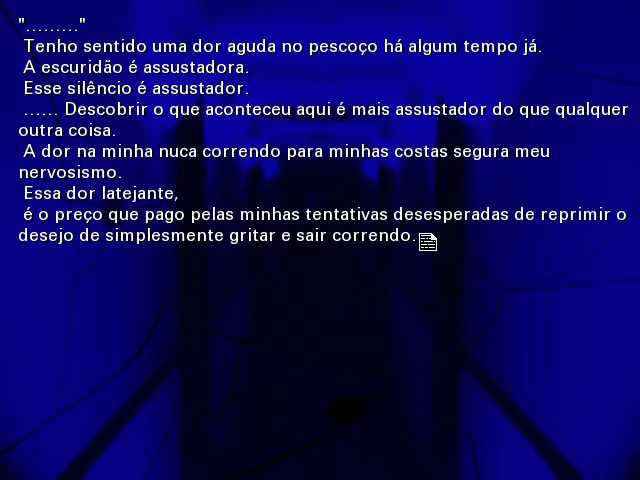 "........."
Tenho sentido uma dor aguda no pescoço há algum tempo já.
A escuridão é assustadora.
Esse silêncio é assustador.
...... Descobrir o que aconteceu aqui é mais assustador do que qualquer
outra coisa.
A dor na minha nuca correndo para minhas costas segura meu
nervosismo.
Essa dor latejante,
é o preço que pago pelas minhas tentativas desesperadas de reprimir o
desejo de simplesmente gritar e sair correndo.